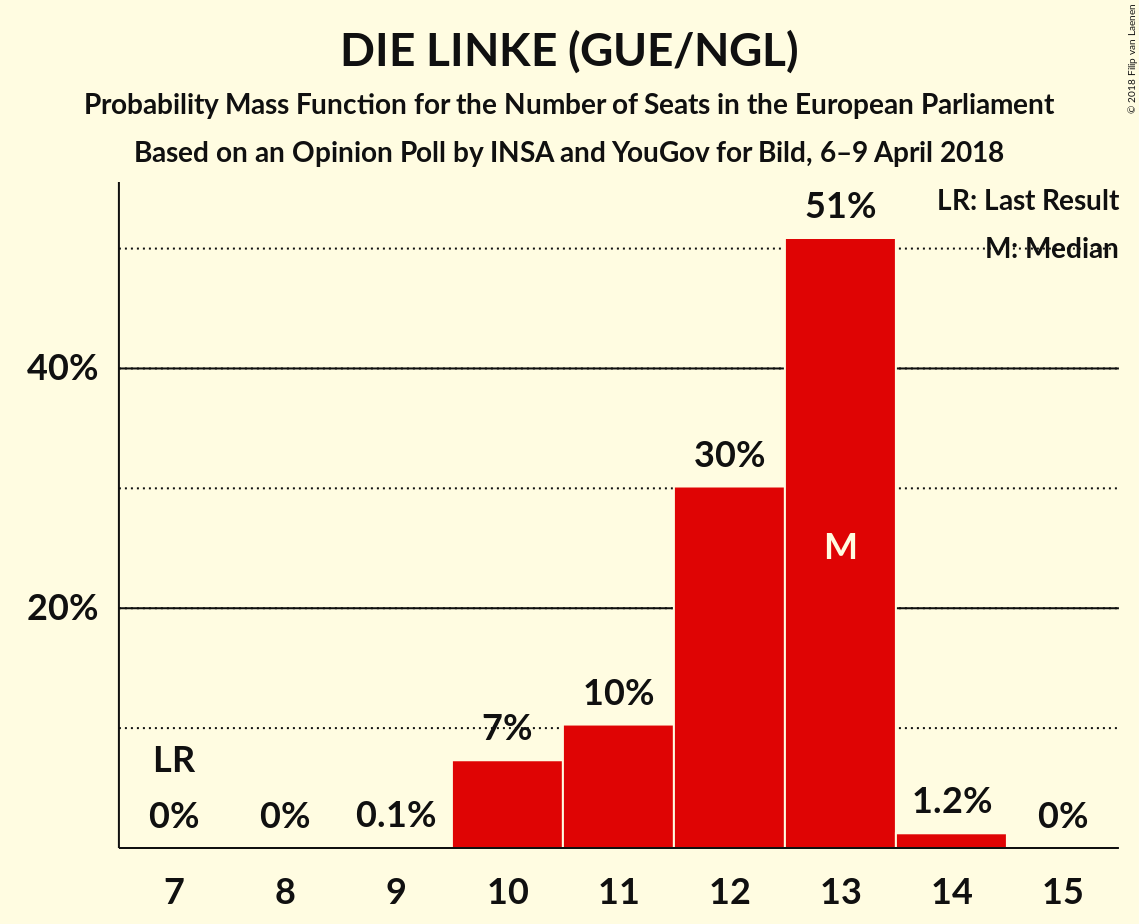 DIE LINKE (GUE/NGL)
Probability Mass Function for the Number of Seats in the European Parliament
Based on an Opinion Poll by INSA and YouGov for Bild, 6–9 April 2018
© 2018 Filip van Laenen
LR: Last Result
M: Median
51%
40%
30%
M
20%
10%
7%
LR
0% 0% 0.1% 1.2% 0%
7 8 9 10 11 12 13 14 15